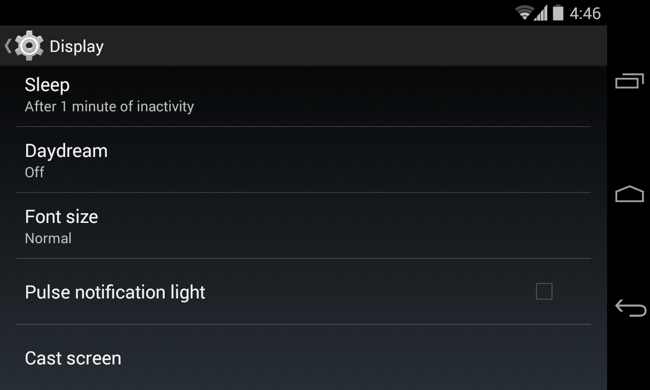 4:46
Display
Sleep
After 1 minute of inactivity
Daydream
Off
Font size
Normal
Pulse notification light
Cast screen